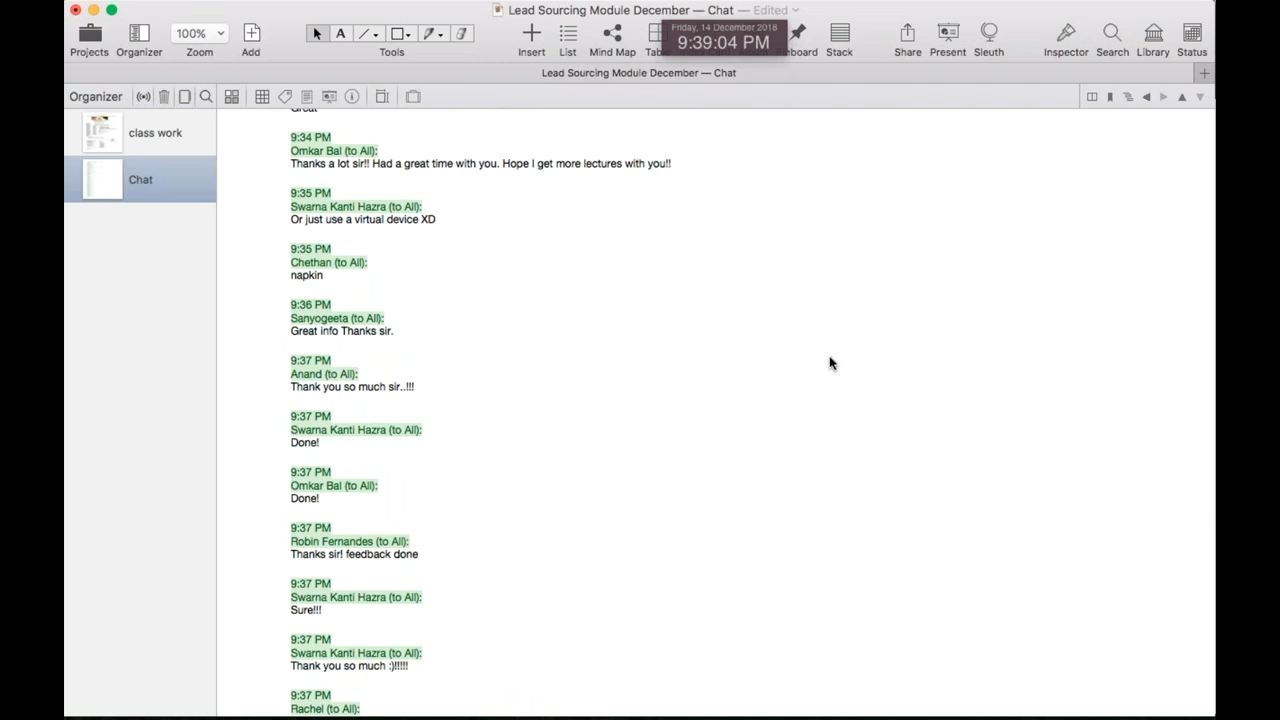 Lead Sourcing Module December — Chat — Edited
Friday, 14 December 2018
9:39:04 PM
100%
Projects
Organizer
Zoom
Add
Tools
Insert
List
Mind Map
Share
Present
Sleuth
Stack
Inspector
Search
Library
Status
Lead Sourcing Module December — Chat
Organizer
class work
Chat
Great
9:34 PM
Omkar Bal (to All):
Thanks a lot sir!! Had a great time with you. Hope I get more lectures with you!!
9:35 PM
Swarna Kanti Hazra (to All):
Or just use a virtual device XD
9:35 PM
Chethan (to All):
napkin
9:36 PM
Sanyogeeta (to All):
Great info Thanks sir.
9:37 PM
Anand (to All):
Thank you so much sir..!!!
9:37 PM
Swarna Kanti Hazra (to All):
Done!
9:37 PM
Omkar Bal (to All):
Done!
9:37 PM
Robin Fernandes (to All):
Thanks sir! feedback done
9:37 PM
Swarna Kanti Hazra (to All):
Sure!!!
9:37 PM
Swarna Kanti Hazra (to All):
Thank you so much :)!!!!!
9:37 PM
Rachel (to All):